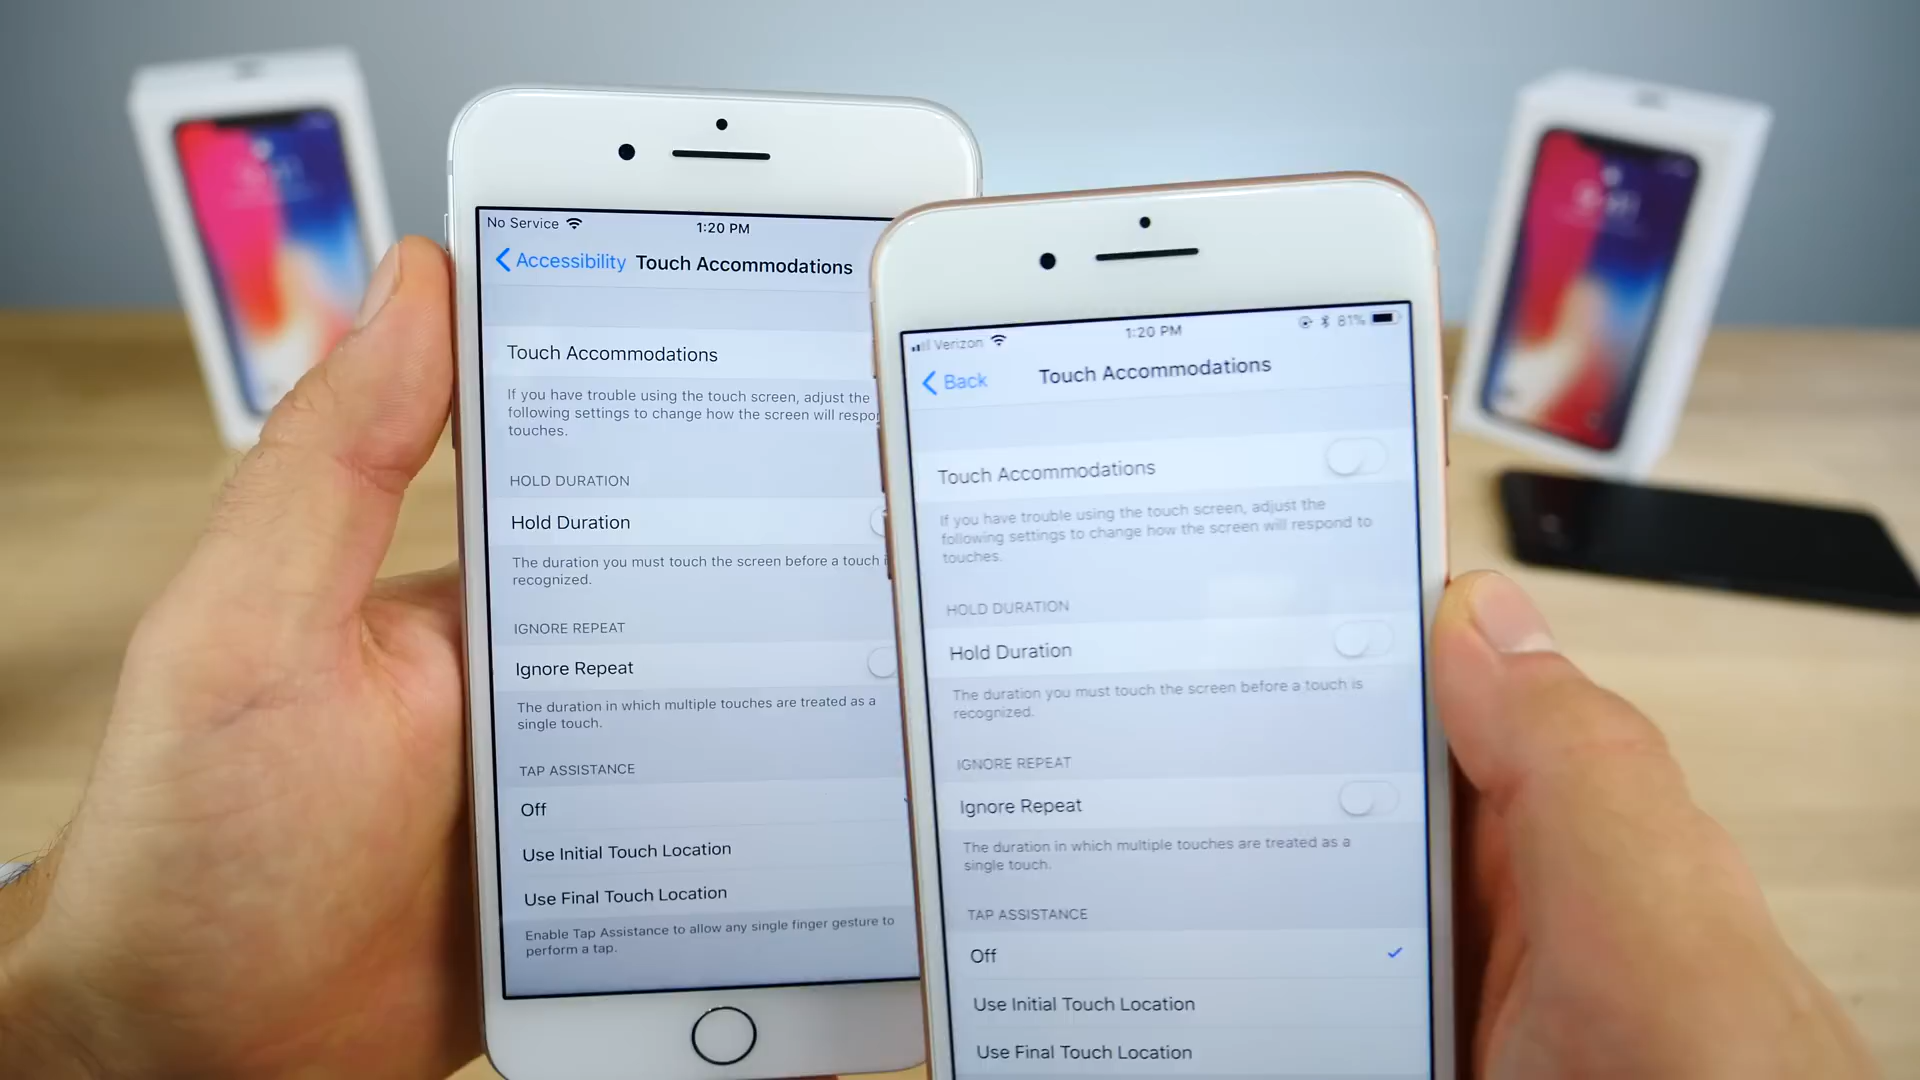 No Service
1:20 PM
Accessibility Touch Accommodations
Touch Accommodations
If you have trouble using the touch screen, adjust the
following settings to change how the screen will
touches.
HOLD DURATION
Hold Duration
The duration you must touch the screen before a touch
recognized.
IGNORE REPEAT
Ignore Repeat
The duration in which multiple touches are treated as a
single touch.
TAP ASSISTANCE
Off
Use Initial Touch Location
Use Final Touch Location
Enable Tap Assistance to allow any single finger gesture to
perform a tap.
Verizon
1:20 PM
81%
Back Touch Accommodations
Touch Accommodations
If you have trouble using the touch screen, adjust the
following settings to change how the screen will respond to
touches.
HOLD DURATION
Hold Duration
The duration you must touch the screen before a touch is
recognized.
IGNORE REPEAT
Ignore Repeat
The duration in which multiple touches are treated as a
single touch.
TAP ASSISTANCE
Off
Use Initial Touch Location
Use Final Touch Location